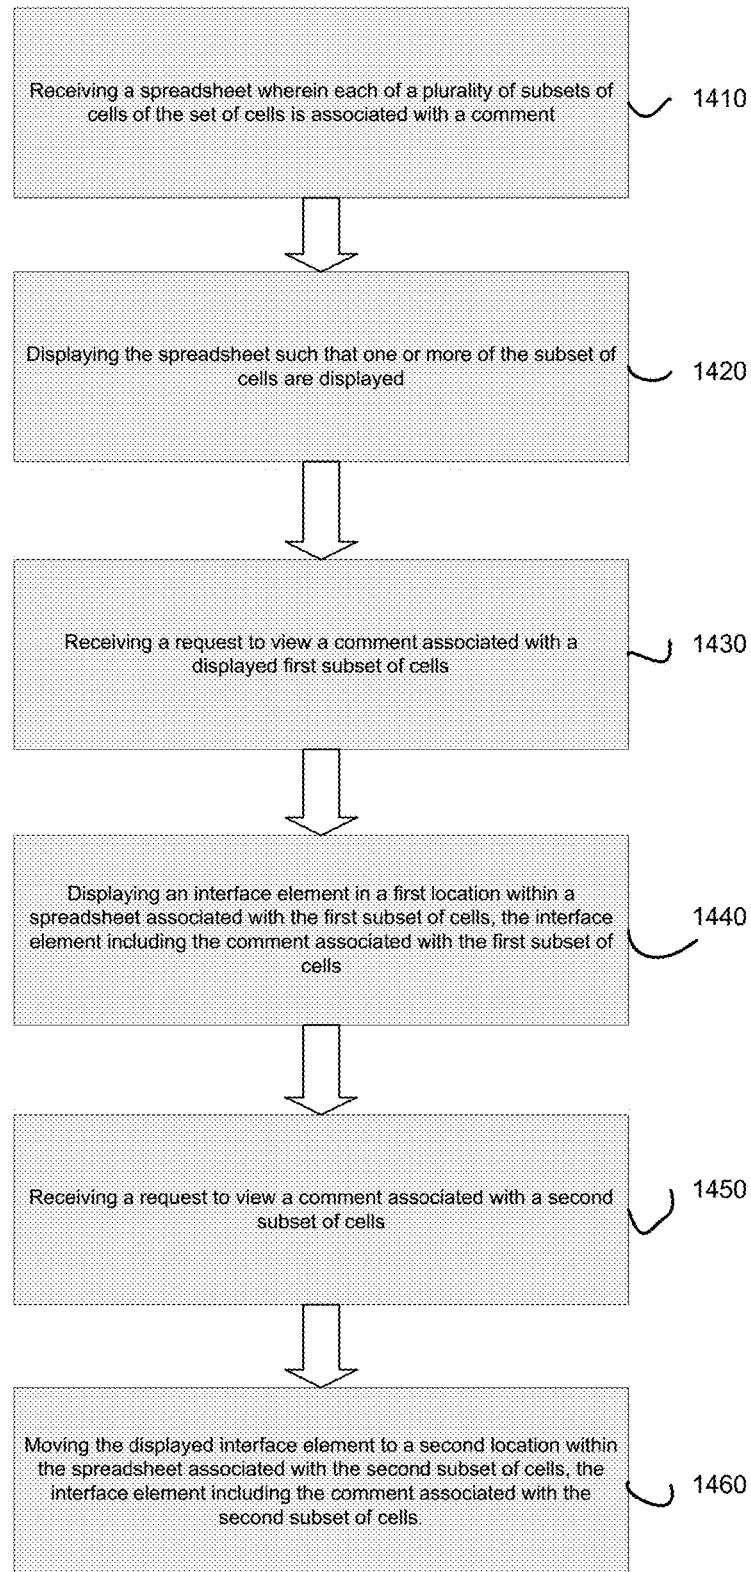 Receiving a spreadsheet wherein each of a plurality of subsets of
cells of the set of cells is associated with a comment
1410
Displaying the spreadsheet such that one or more of the subset of
cells are displayed
1420
Receiving a request to view a comment associated with a
displayed first subset of cells
1430
Displaying an interface element in a first location within a
spreadsheet associated with the first subset of cells, the interface
element including the comment associated with the first subset of
cells
1440
Receiving a request to view a comment associated with a second
subset of cells
1450
Moving the displayed interface element to a second location within
the spreadsheet associated with the second subset of cells, the
interface element including the comment associated with the
second subset of cells.
1460